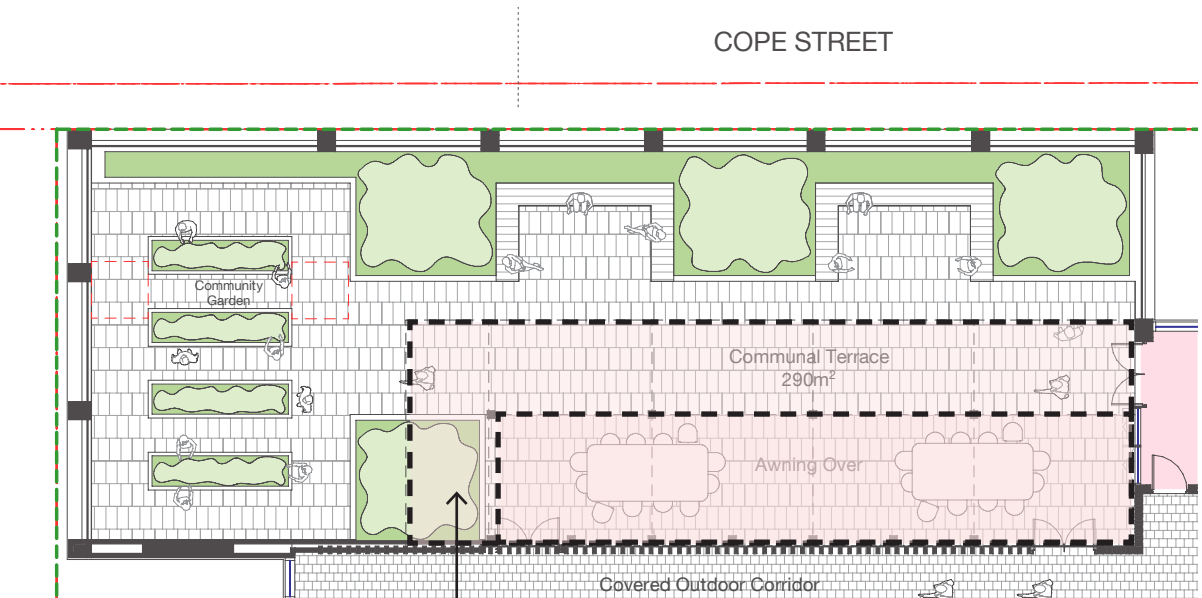 COPE STREET
Community
Garden
Communal Terrace
290m²
Awning Over
Covered Outdoor Corridor